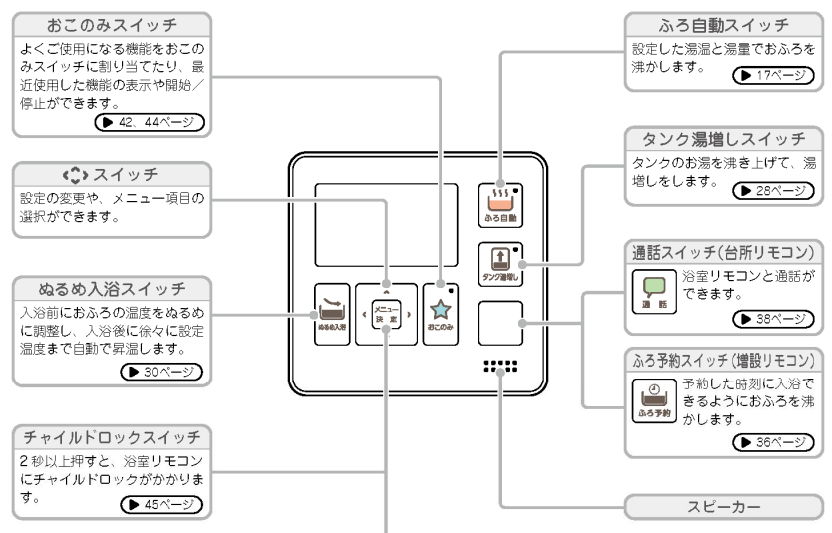 おこのみスイッチ
よくご使用になる機能をおこの
みスイッチに割り当てたり、最
近使用した機能の表示や開始／
停止ができます。
▶ 42、44ページ
スイッチ
設定の変更や、メニュー項目の
選択ができます。
ぬるめ入浴スイッチ
入浴前におふろの温度をぬるめ
に調整し、入浴後に徐々に設定
温度まで自動で昇温します。
▶ 30ページ
チャイルドロックスイッチ
2秒以上押すと、浴室リモコン
にチャイルドロックがかかりま
す。
▶ 45ページ
ふろ自動
タンク湯増し
ぬるめ入浴
メニュー
決 定
おこのみ
ふろ自動スイッチ
設定した湯温と湯量でおふろを
沸かします。
▶ 17ページ
タンク湯増しスイッチ
タンクのお湯を沸き上げて、湯
増しをします。
▶ 28ページ
通話スイッチ(台所リモコン)
通 話
浴室リモコンと通話が
できます。
▶ 38ページ
ふろ予約スイッチ(増設リモコン)
ふろ予約
予約した時刻に入浴で
きるようにおふろを沸
かします。
▶ 36ページ
スピーカー